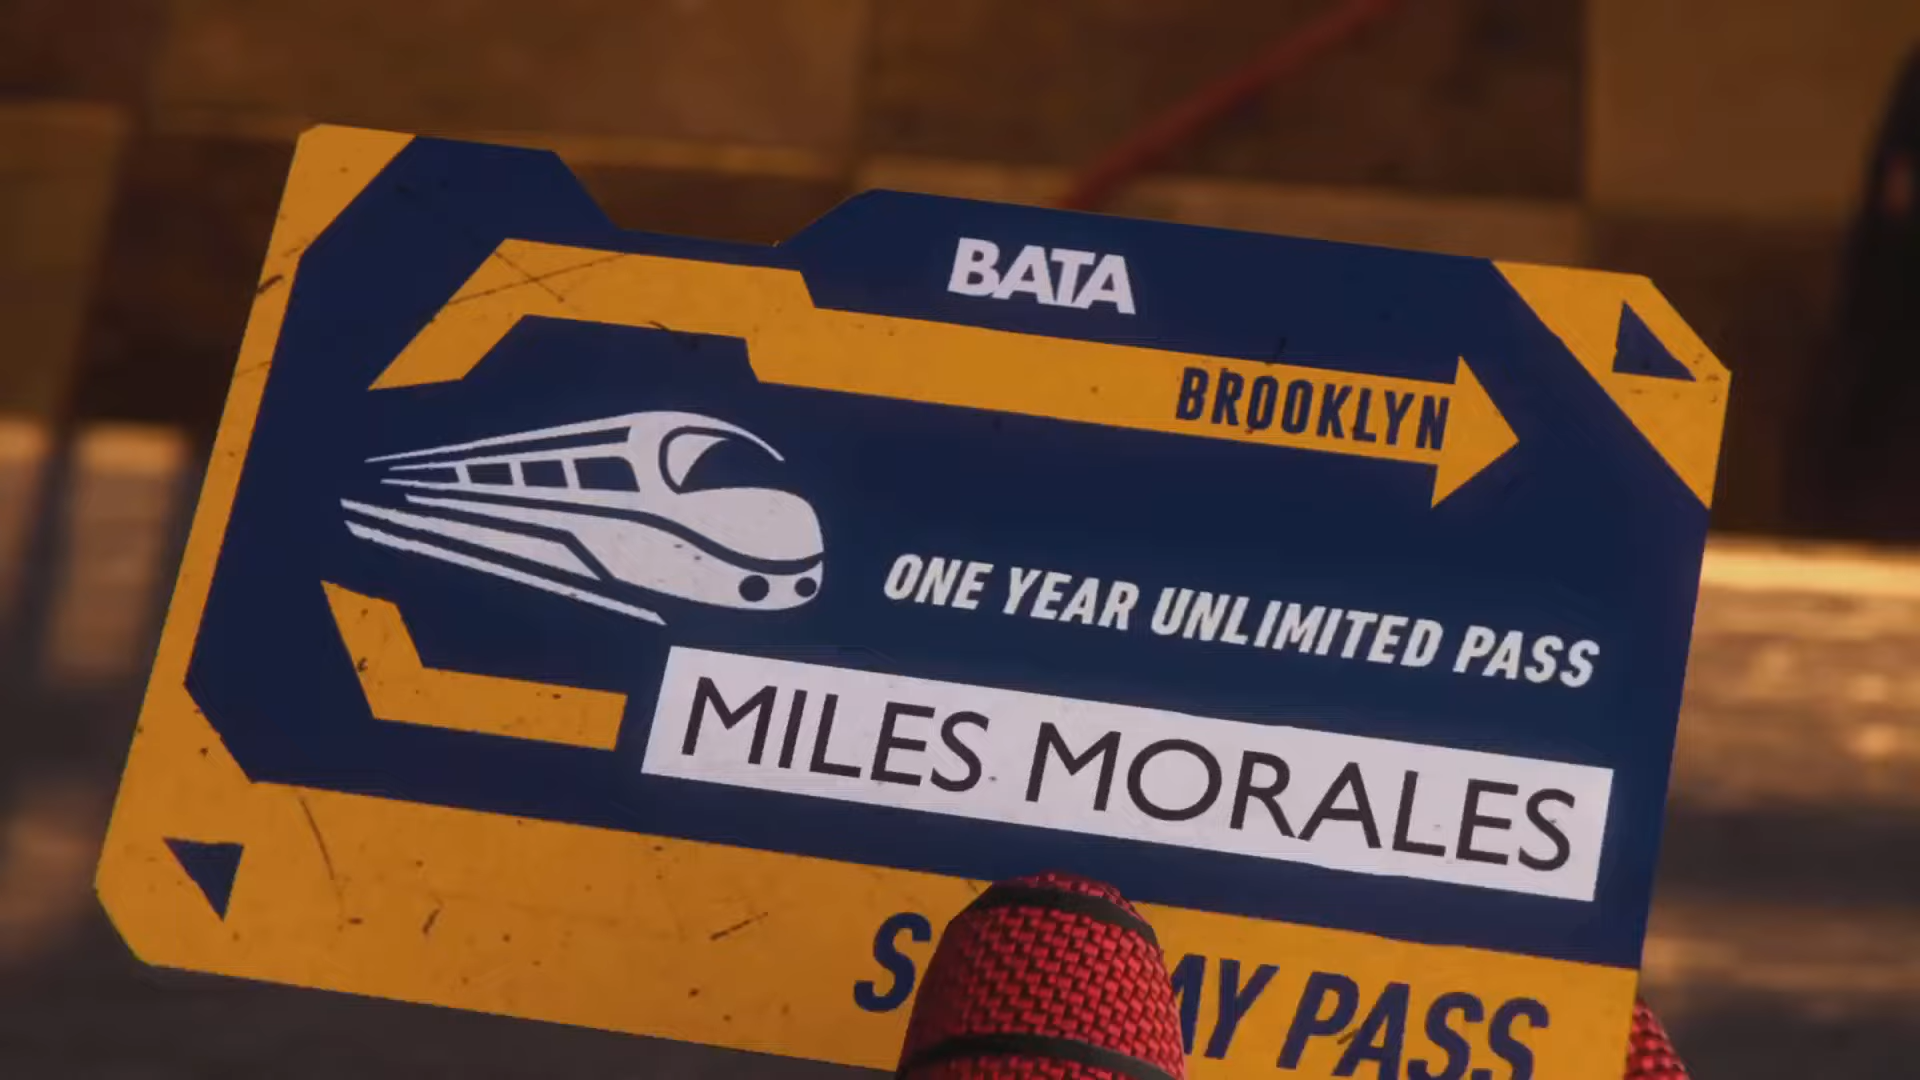 BATA
BROOKLYN
ONE YEAR UNLIMITED PASS
MILES MORALES
PASS